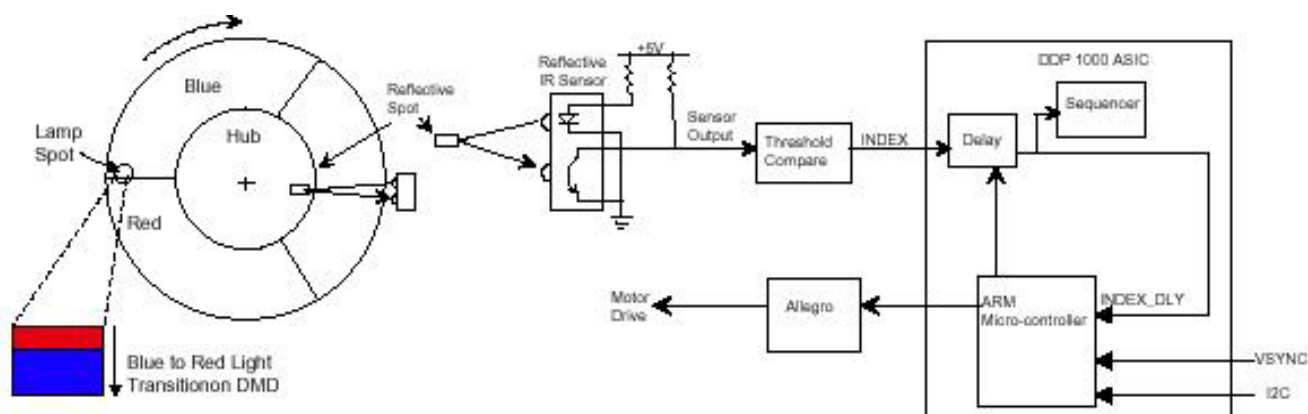 Blue
Hub
Lamp
Spot
Red
Blue to Red Light
Transitionon DMD
Reflective
Spot
+5V
Reflective
IR Sensor
Sensor
Output
Threshold
Compare
INDEX
DDP 1000 ASIC
Delay
Sequencer
Motor
Drive
Allegro
ARM
Micro-controller
INDEX_DLY
VSYNC
I2C